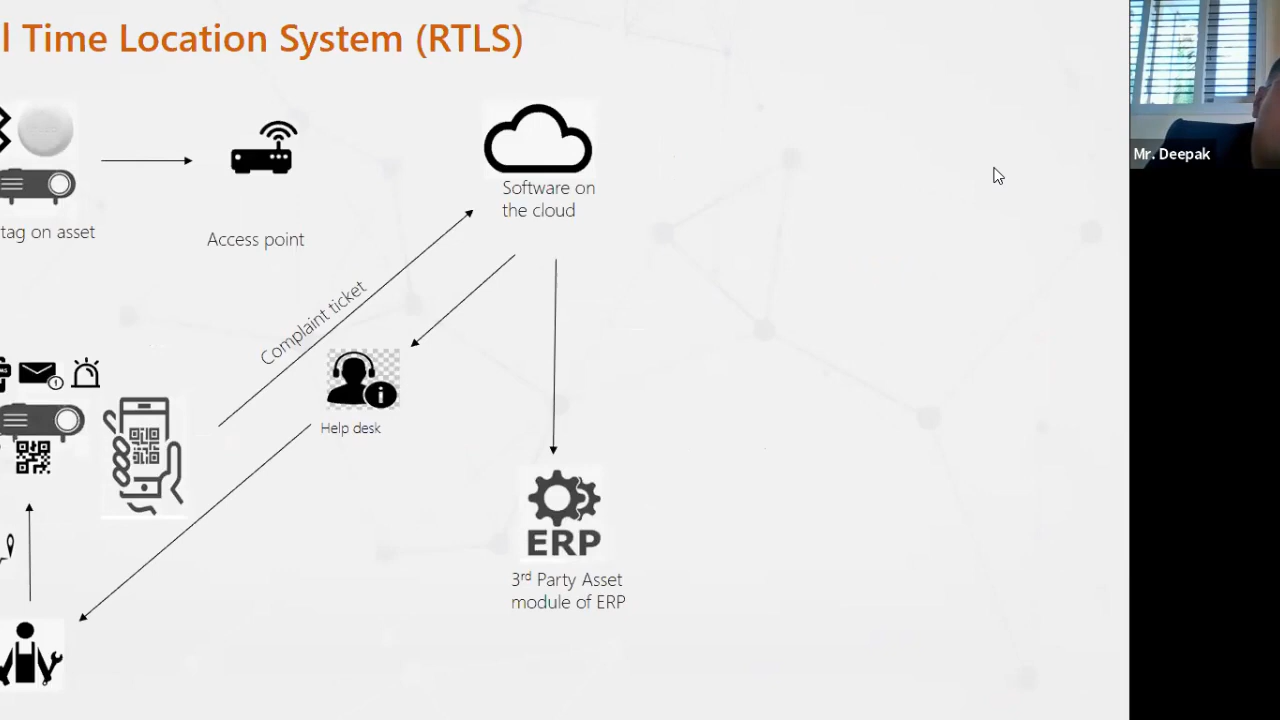 l Time Location System (RTLS)
Mr. Deepak
Software on
the cloud
tag on asset
Access point
Complaint ticket
Help desk
ERP
3rd Party Asset
module of ERP